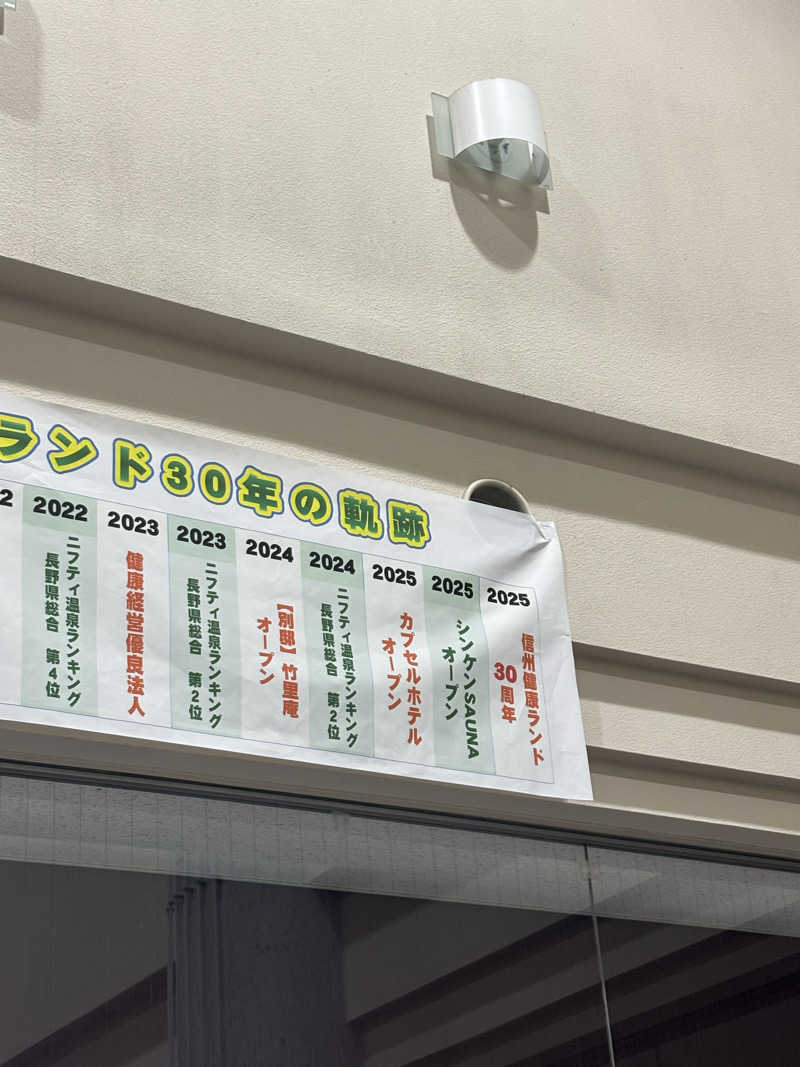 ランド30年の軌跡
2
2022
ニフティ温泉ランキング
長野県総合 第4位
2023
健康経営優良法人
2023
ニフティ温泉ランキング
長野県総合 第2位
2024
【別邸】竹里庵
オープン
2024
ニフティ温泉ランキング
長野県総合 第2位
2025
カプセルホテル
オープン
2025
シンケンSAUNA
オープン
2025
信州健康ランド
30周年